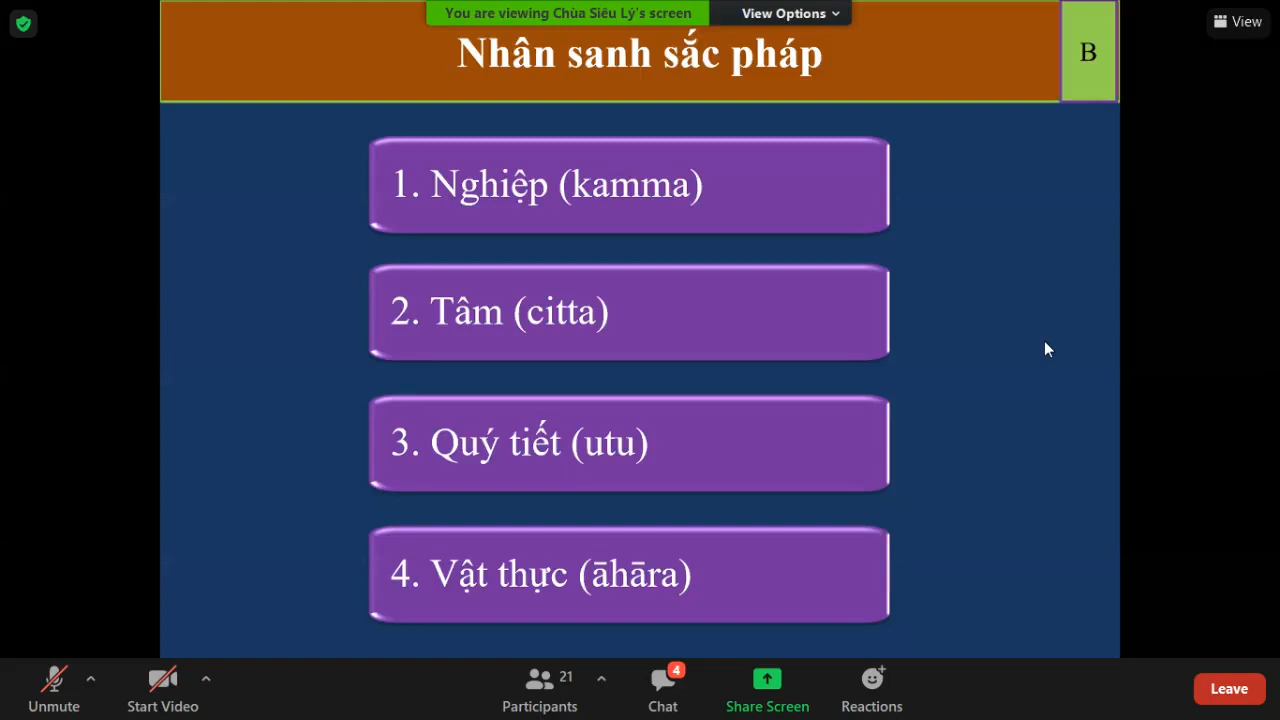 You are viewing Chùa Siêu Lý's screen
View Options
View
Nhân sanh sắc pháp
B
1. Nghiệp (kamma)
2. Tâm (citta)
3. Quý tiết (utu)
4. Vật thực (āhāra)
Unmute
Start Video
21
Participants
4
Chat
Share Screen
Reactions
Leave